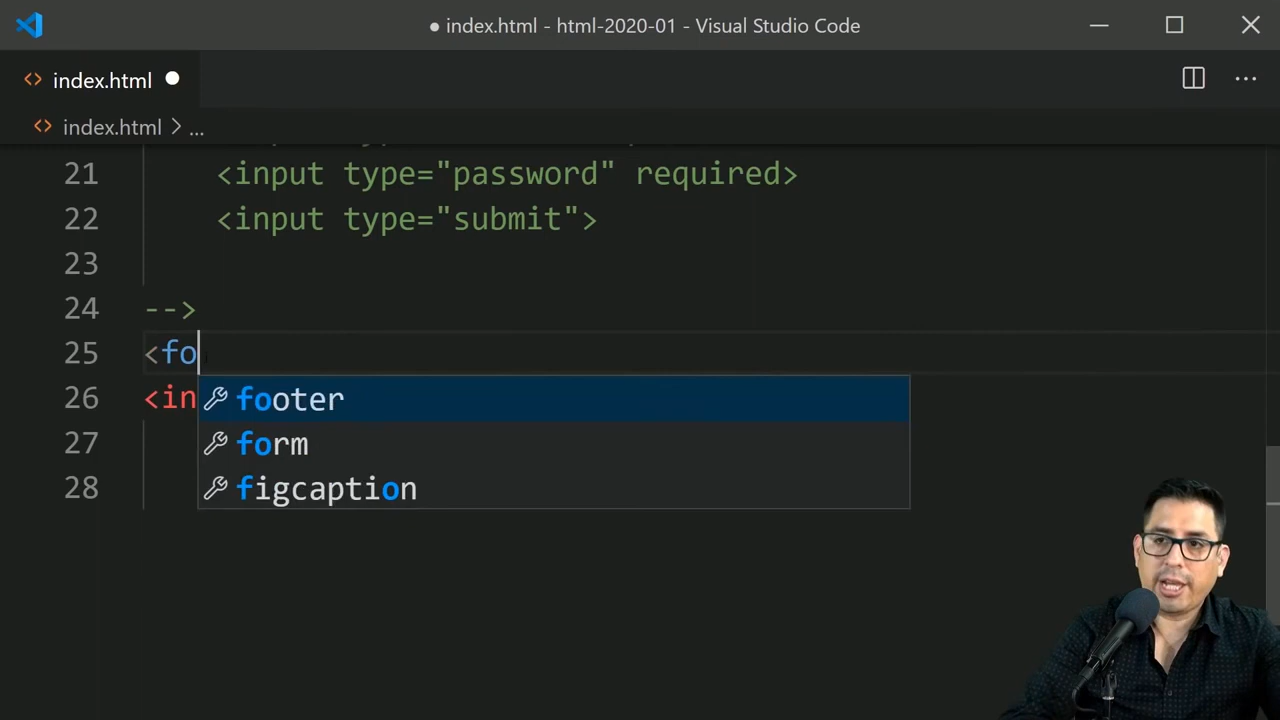 ● index.html - html-2020-01 - Visual Studio Code
<> index.html ●
<> index.html > ...
21 <input type="password" required>
22 <input type="submit">
23
24 -->
25 <fo
footer
26 <in
form
27
figcaption
28